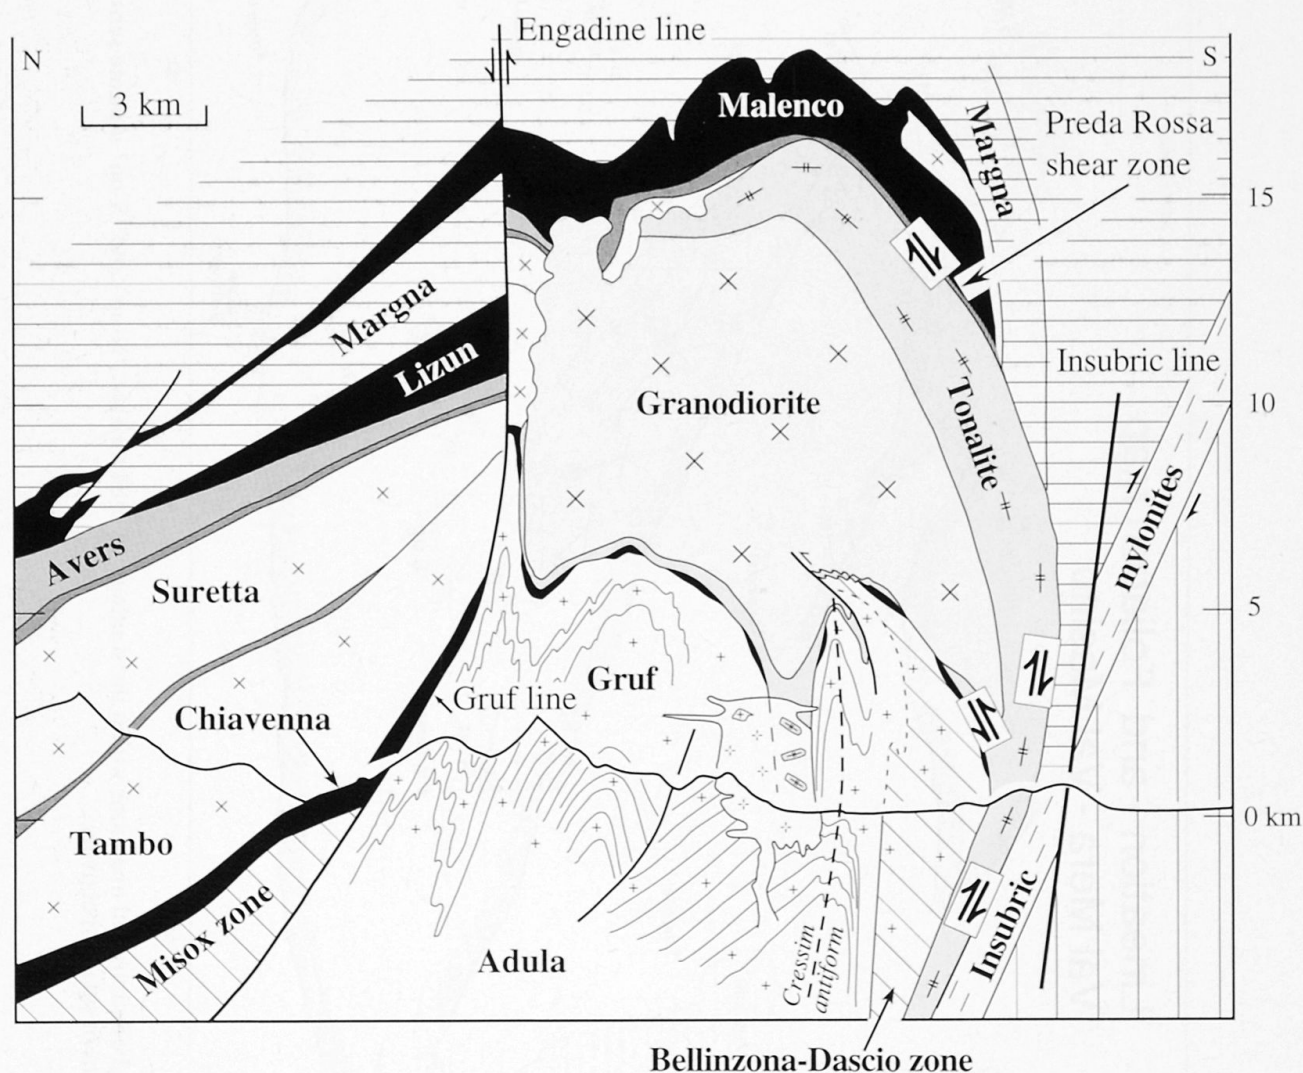 Engadine line
N
S
3 km
Malenco
Margna
Preda Rossa
shear zone
15
Margna
Insubric line
Lizun
10
Granodiorite
Tonalite
mylonites
Avers
Suretta
5
Gruf
Gruf line
Chiavenna
0 km
Tambo
Misox zone
Insubric
Adula
Cressim
antiform
Bellinzona-Dascio zone